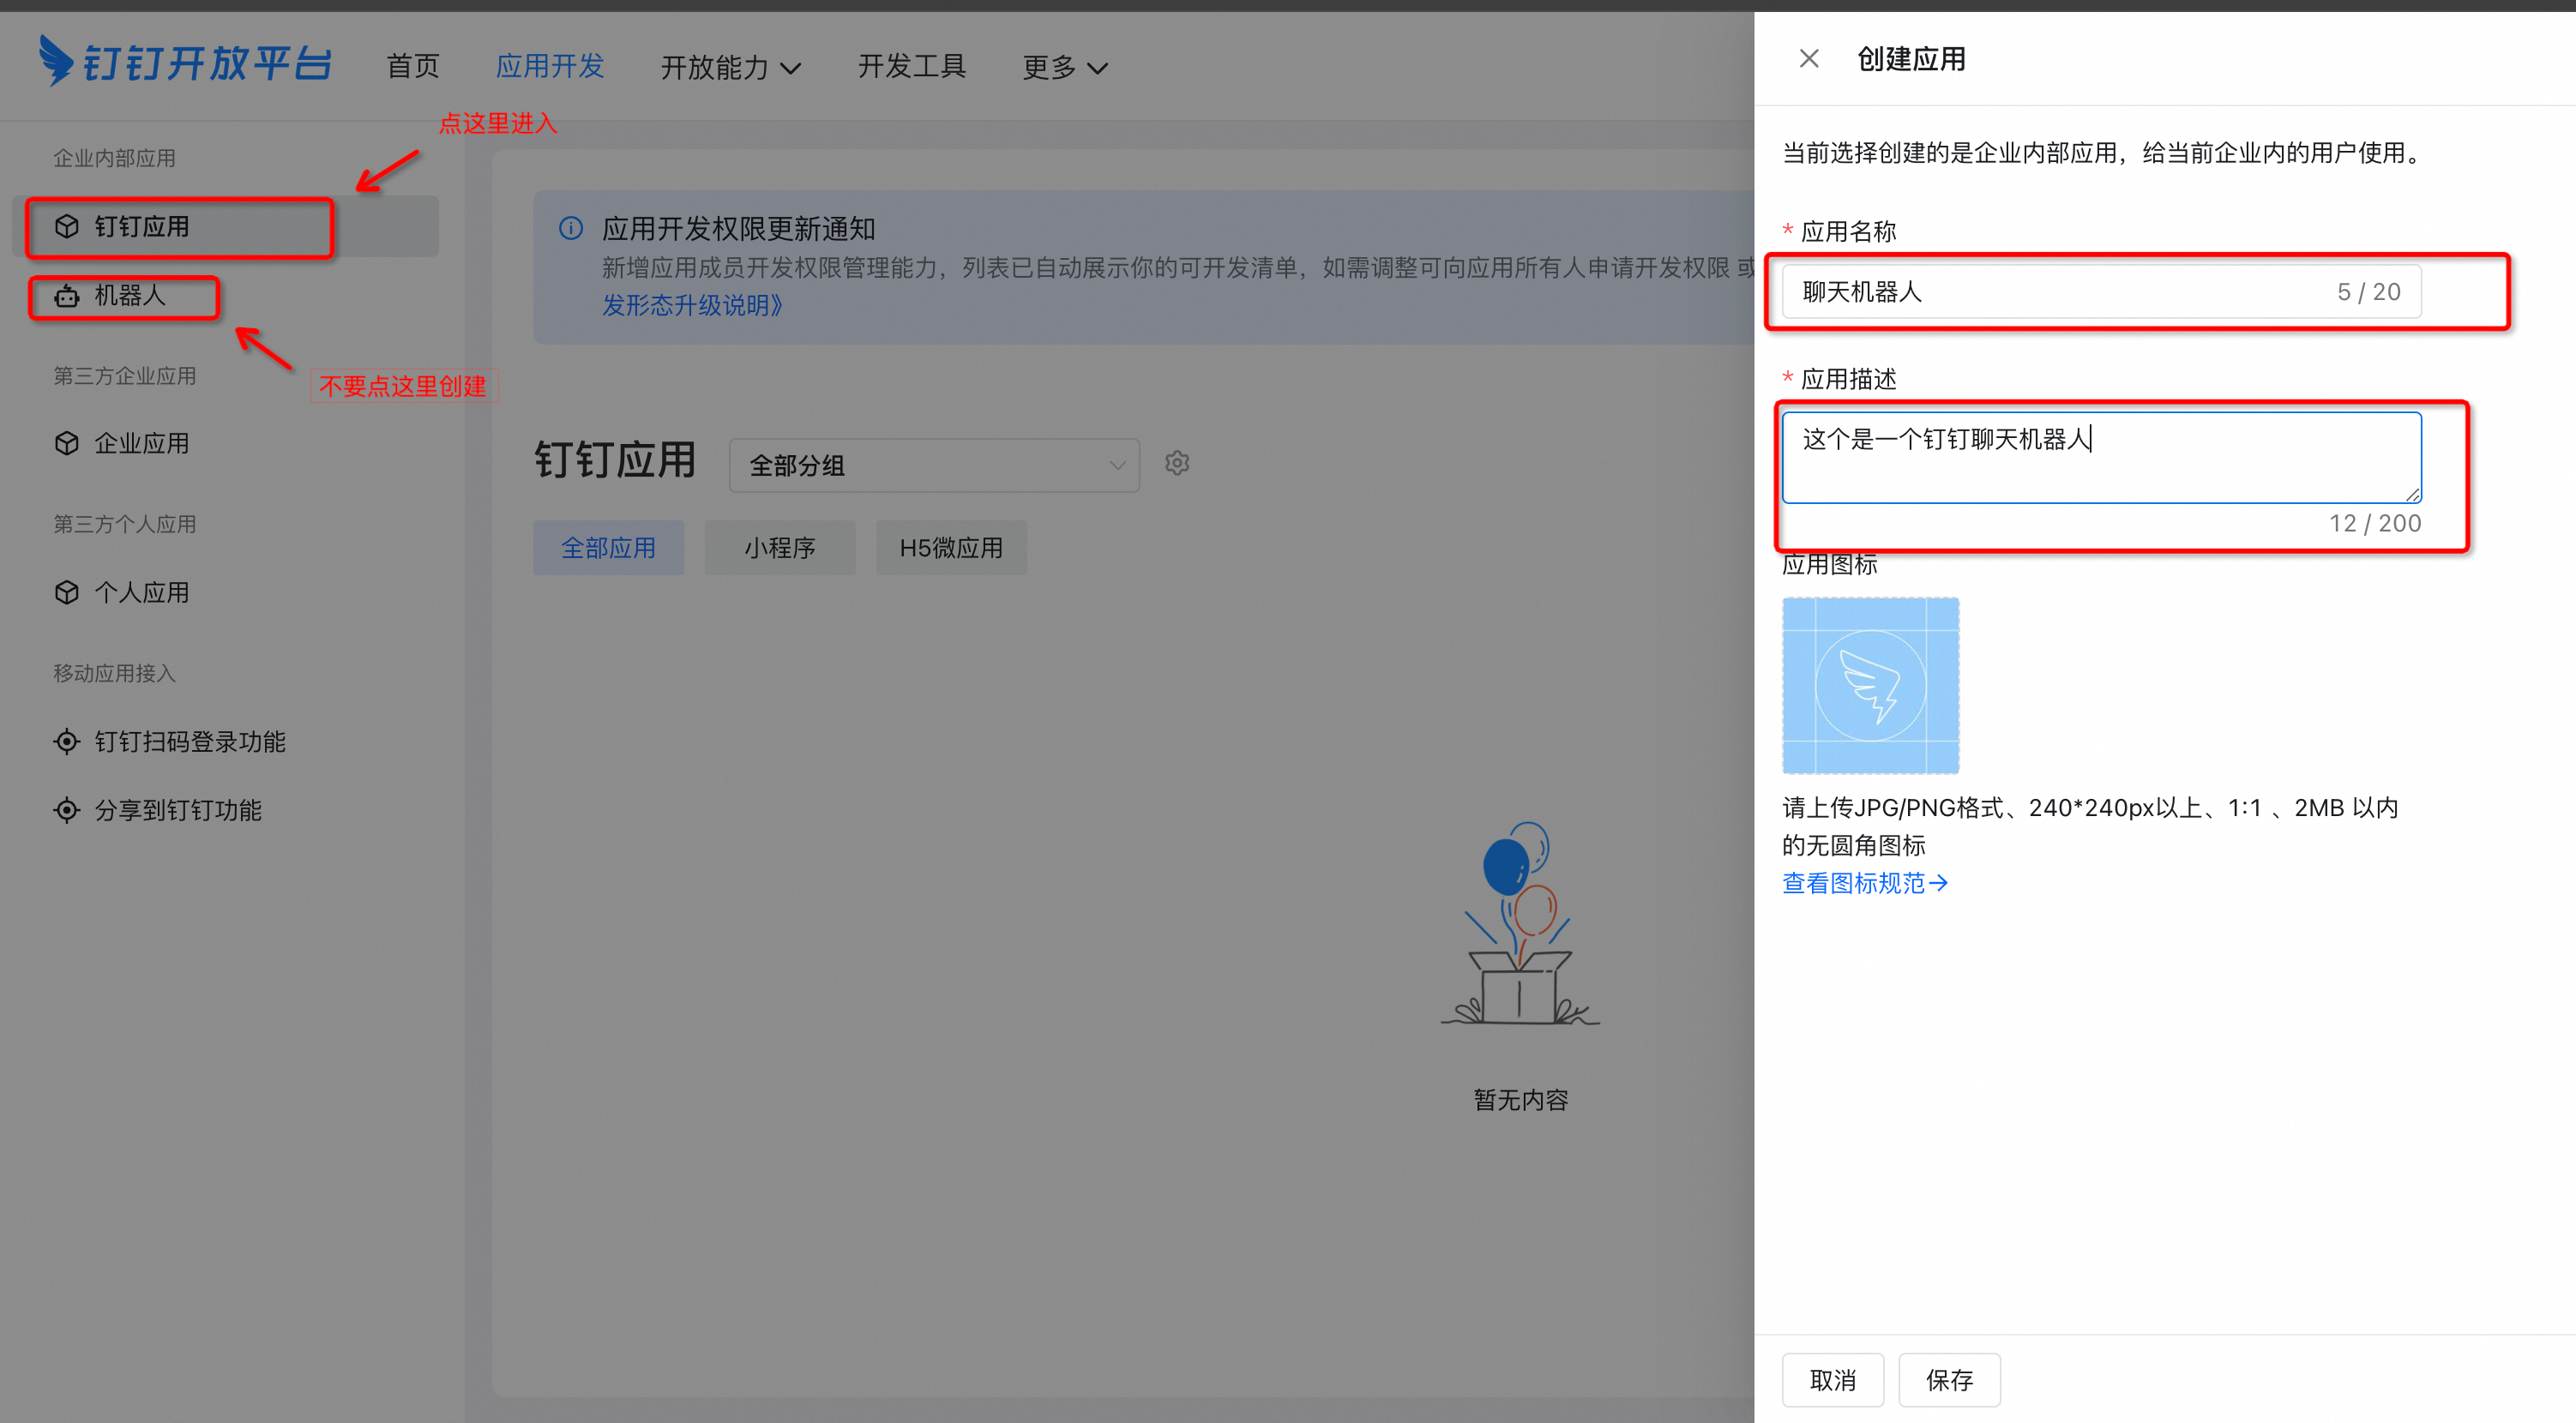 钉钉开放平台
首页
应用开发
开放能力
开发工具
更多
点这里进入
企业内部应用
钉钉应用
机器人
不要点这里创建
第三方企业应用
企业应用
第三方个人应用
个人应用
移动应用接入
钉钉扫码登录功能
分享到钉钉功能
应用开发权限更新通知
新增应用成员开发权限管理能力，列表已自动展示你的可开发清单，如需调整可向应用所有人申请开发权限 或
发形态升级说明》
钉钉应用
全部分组
全部应用
小程序
H5微应用
暂无内容
创建应用
当前选择创建的是企业内部应用，给当前企业内的用户使用。
* 应用名称
聊天机器人
5 / 20
* 应用描述
这个是一个钉钉聊天机器人
12 / 200
应用图标
请上传JPG/PNG格式、240*240px以上、1:1 、2MB 以内
的无圆角图标
查看图标规范→
取消
保存